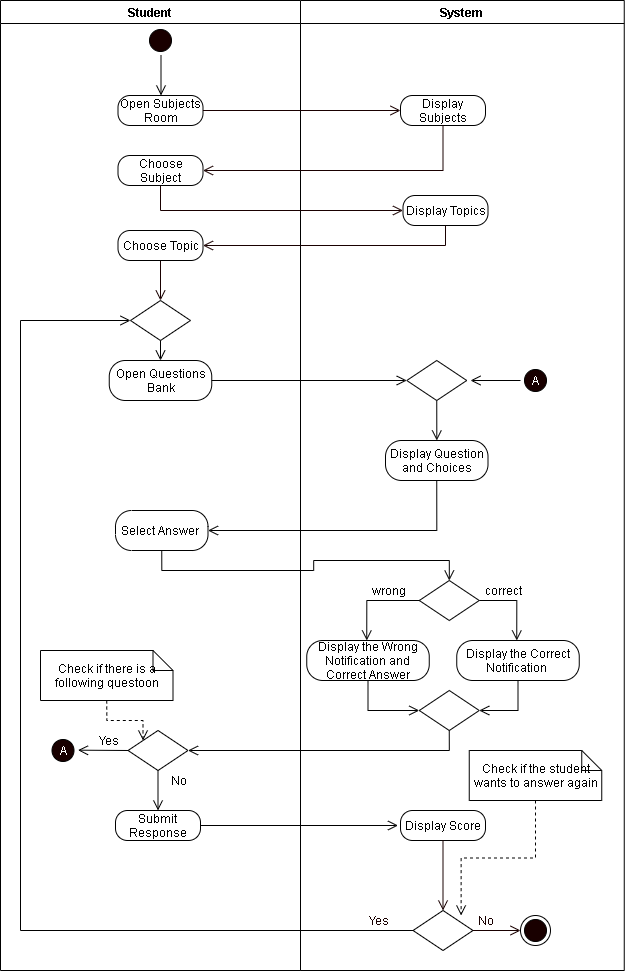 Student
System
Open Subjects
Room
Display
Subjects
Choose
Subject
Display Topics
Choose Topic
Open Questions
Bank
A
Display Question
and Choices
Select Answer
wrong
correct
Display the Wrong
Notification and
Correct Answer
Display the Correct
Notification
Check if there is a
following questoon
A
Yes
No
Check if the student
wants to answer again
Submit
Response
Display Score
Yes
No